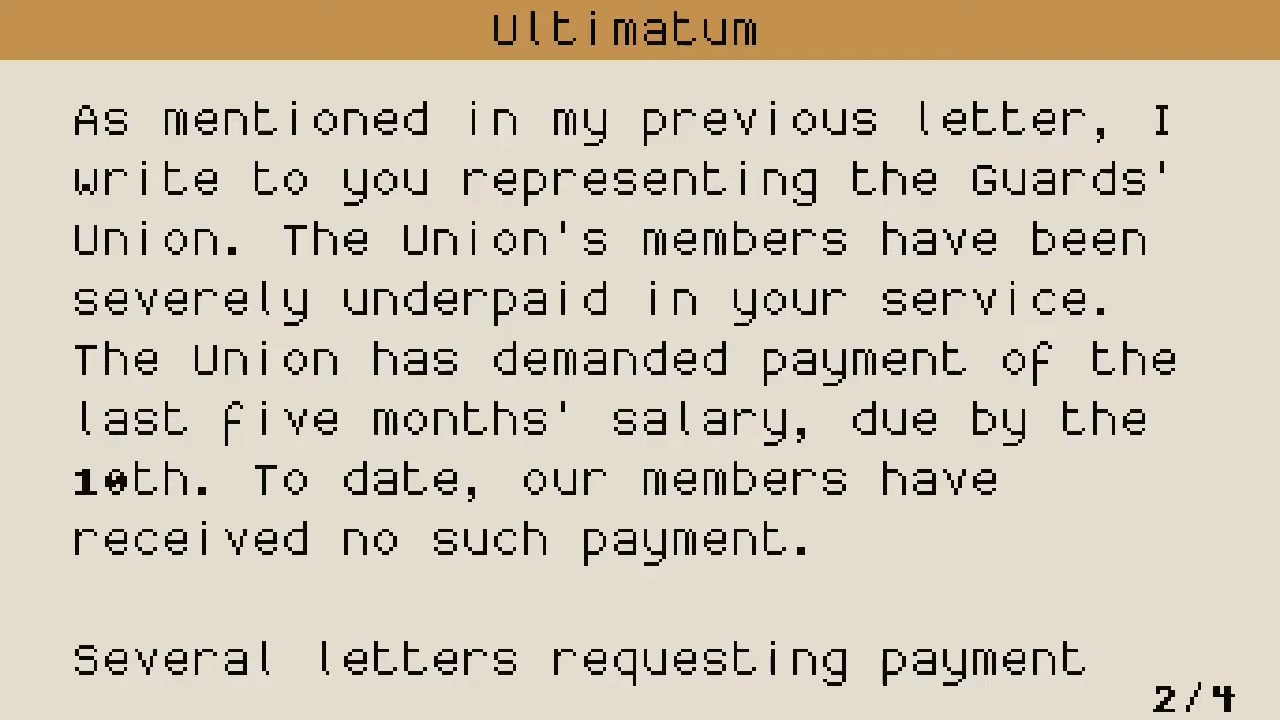 Ultimatum
As mentioned in my previous letter, I
write to you representing the Guards'
Union. The Union's members have been
severely underpaid in your service.
The Union has demanded payment of the
last five months' salary, due by the
10th. To date, our members have
received no such payment.
Several letters requesting payment
2/4